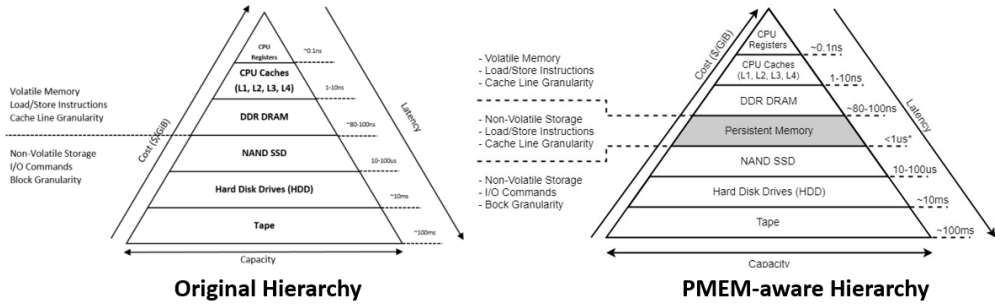 CPU
Registers
~0.1ns
CPU Caches
(L1, L2, L3, L4)
1-10ns
Volatile Memory
Load/Store Instructions
Cache Line Granularity
DDR DRAM
~80-100ns
Non-Volatile Storage
I/O Commands
Block Granularity
NAND SSD
10-100us
Hard Disk Drives (HDD)
~10ms
Tape
~100ms
Cost ($/GiB)
Latency
Capacity
Original Hierarchy
CPU
Registers
~0.1ns
CPU Caches
(L1, L2, L3, L4)
1-10ns
- Volatile Memory
- Load/Store Instructions
- Cache Line Granularity
DDR DRAM
~80-100ns
- Non-Volatile Storage
- Load/Store Instructions
- Cache Line Granularity
Persistent Memory
<1us*
- Non-Volatile Storage
- I/O Commands
- Bock Granularity
NAND SSD
10-100us
Hard Disk Drives (HDD)
~10ms
Tape
~100ms
Cost ($/GiB)
Latency
Capacity
PMEM-aware Hierarchy